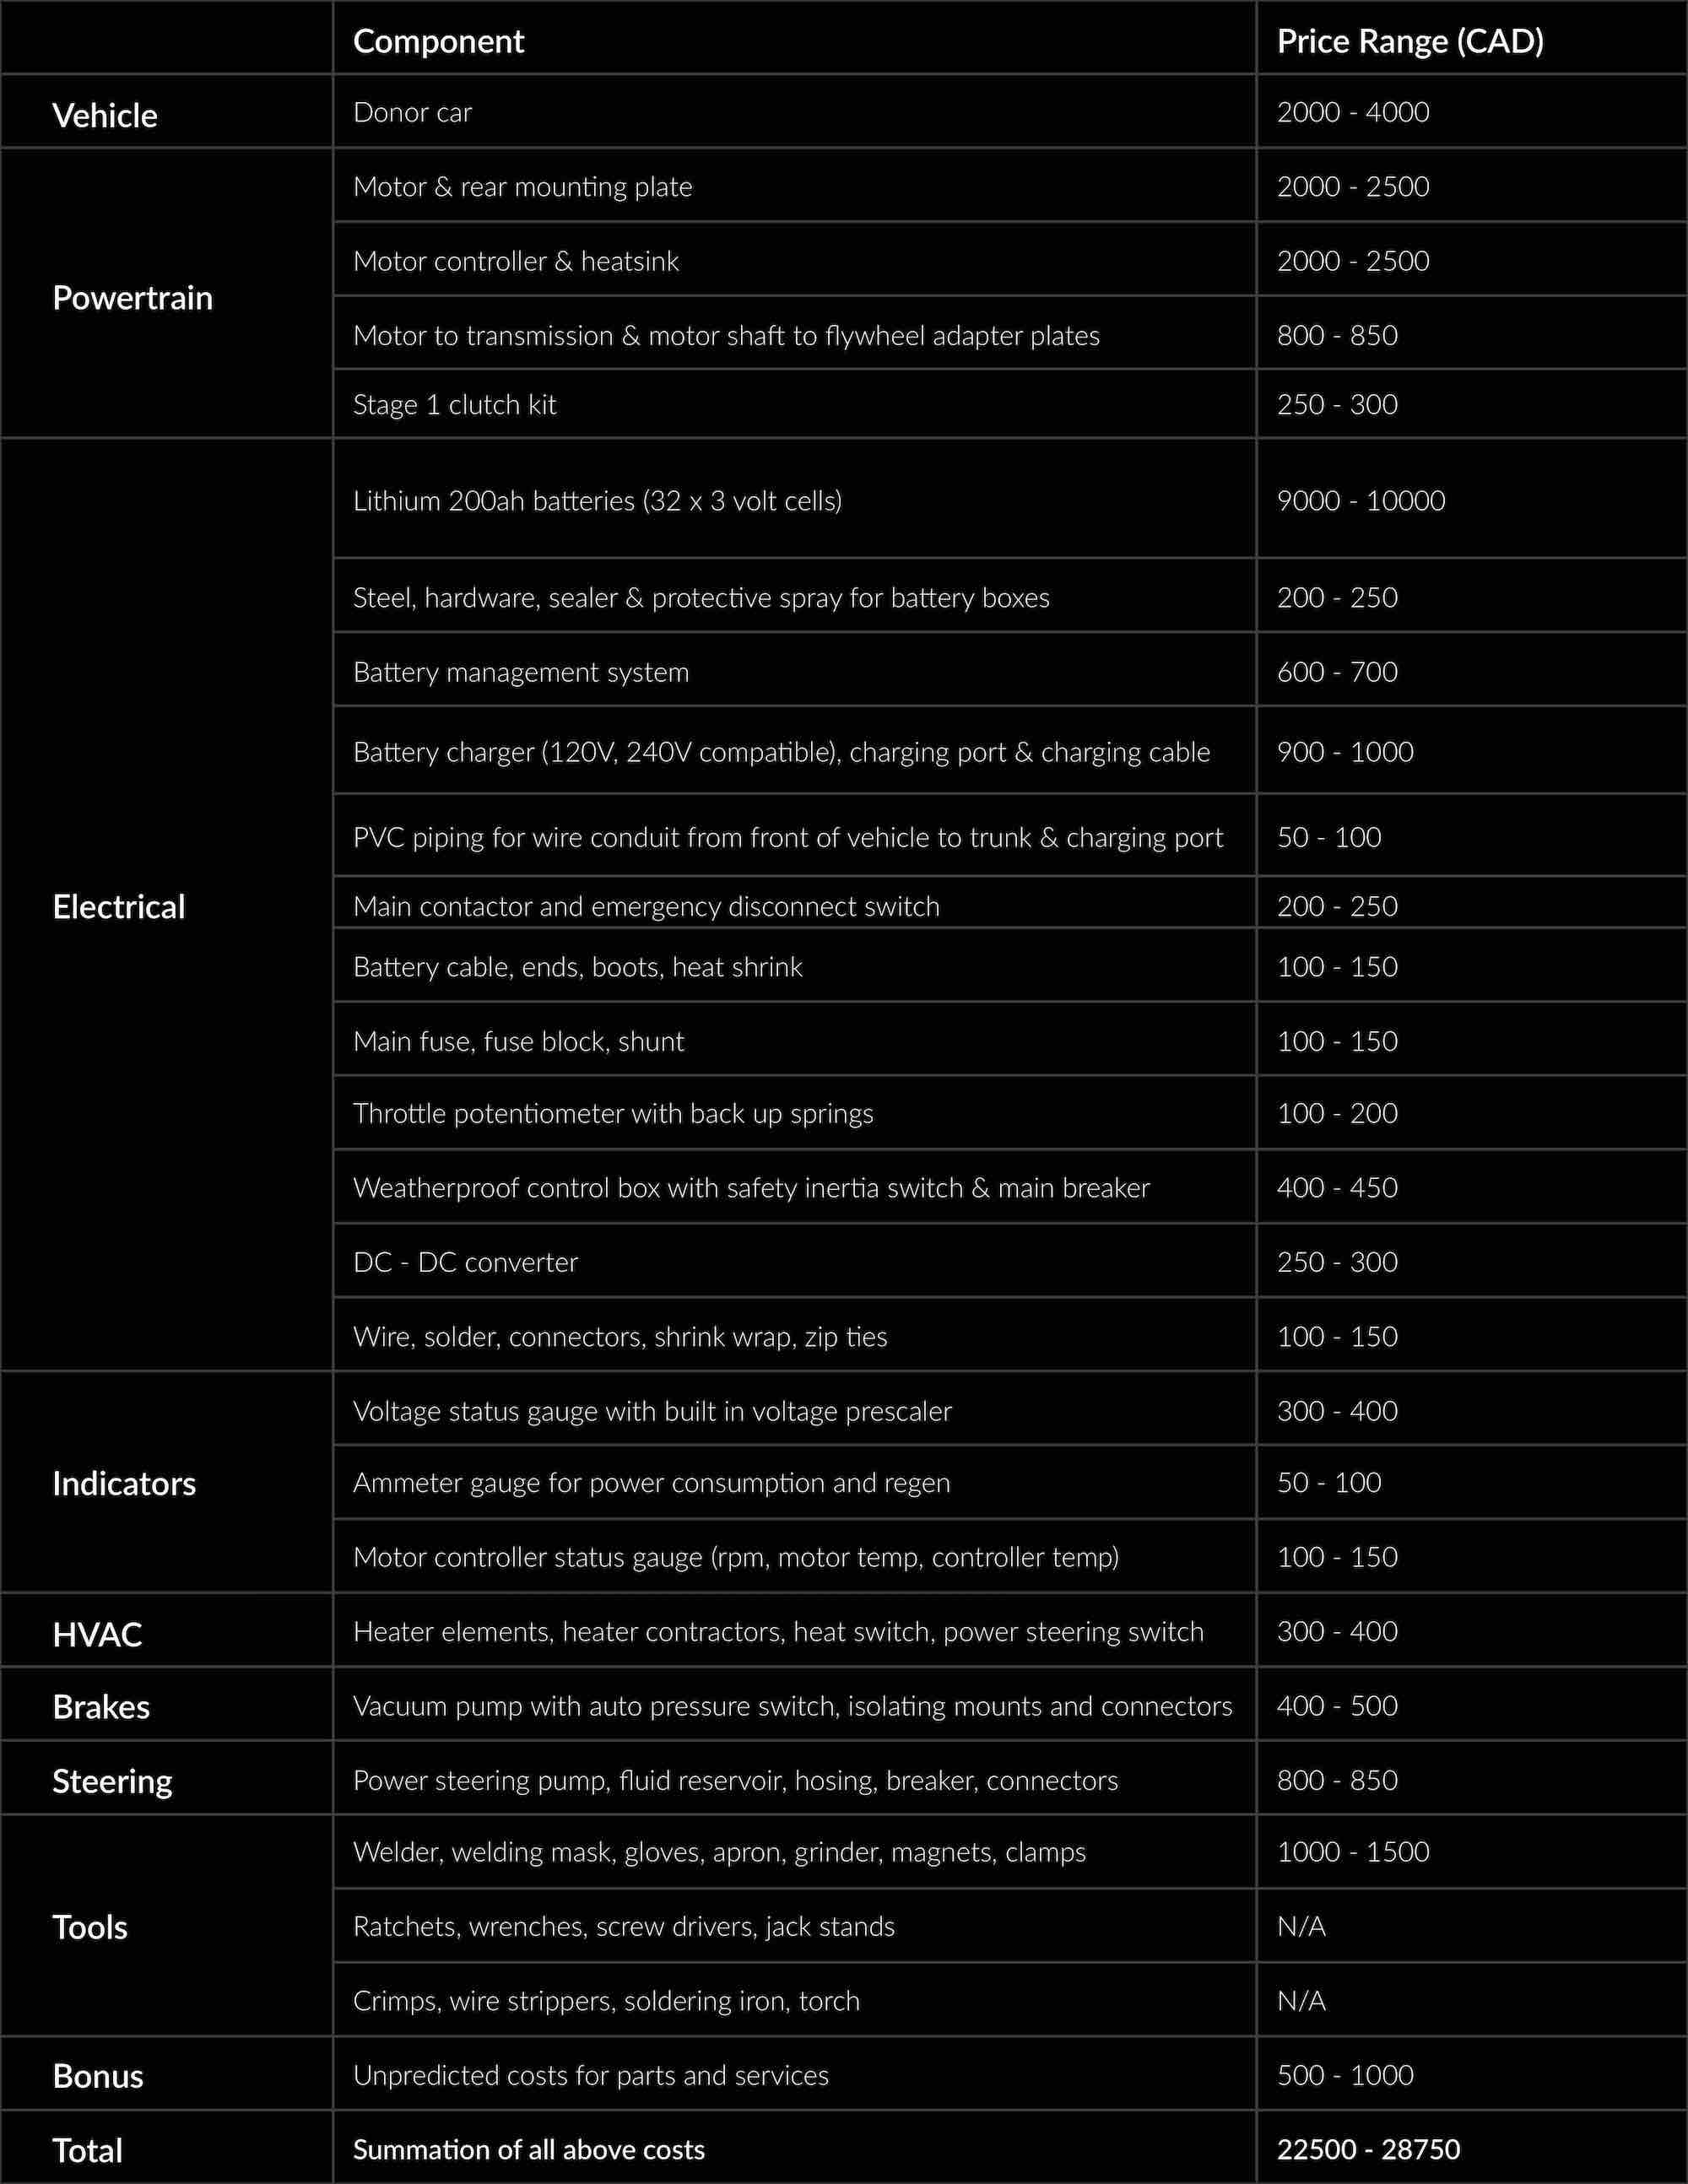 Component Price Range (CAD)
Vehicle Donor car 2000 - 4000
Powertrain
Motor & rear mounting plate 2000 - 2500
Motor controller & heatsink 2000 - 2500
Motor to transmission & motor shaft to flywheel adapter plates 800 - 850
Stage 1 clutch kit 250 - 300
Electrical
Lithium 200ah batteries (32 x 3 volt cells) 9000 - 10000
Steel, hardware, sealer & protective spray for battery boxes 200 - 250
Battery management system 600 - 700
Battery charger (120V, 240V compatible), charging port & charging cable 900 - 1000
PVC piping for wire conduit from front of vehicle to trunk & charging port 50 - 100
Main contactor and emergency disconnect switch 200 - 250
Battery cable, ends, boots, heat shrink 100 - 150
Main fuse, fuse block, shunt 100 - 150
Throttle potentiometer with back up springs 100 - 200
Weatherproof control box with safety inertia switch & main breaker 400 - 450
DC - DC converter 250 - 300
Wire, solder, connectors, shrink wrap, zip ties 100 - 150
Indicators
Voltage status gauge with built in voltage prescaler 300 - 400
Ammeter gauge for power consumption and regen 50 - 100
Motor controller status gauge (rpm, motor temp, controller temp) 100 - 150
HVAC Heater elements, heater contractors, heat switch, power steering switch 300 - 400
Brakes Vacuum pump with auto pressure switch, isolating mounts and connectors 400 - 500
Steering Power steering pump, fluid reservoir, hosing, breaker, connectors 800 - 850
Tools
Welder, welding mask, gloves, apron, grinder, magnets, clamps 1000 - 1500
Ratchets, wrenches, screw drivers, jack stands N/A
Crimps, wire strippers, soldering iron, torch N/A
Bonus Unpredicted costs for parts and services 500 - 1000
Total Summation of all above costs 22500 - 28750